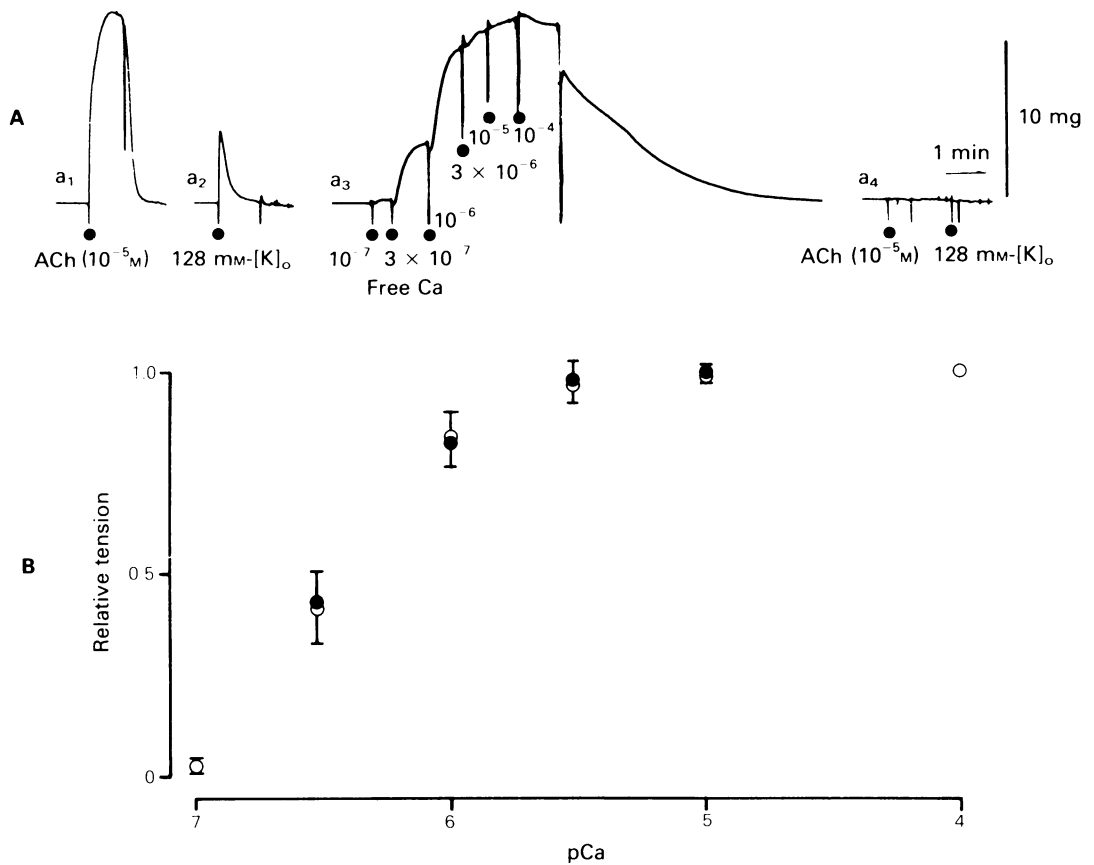 A
a₁
ACh (10⁻⁵M)
a₂
128 mM-[K]ₒ
a₃
10⁻⁷ 3 × 10⁻⁷
Free Ca
10⁻⁶
3 × 10⁻⁶
10⁻⁵ 10⁻⁴
a₄
ACh (10⁻⁵M) 128 mM-[K]ₒ
1 min
10 mg
B
Relative tension
1.0
0 5
0
7 6 5 4
pCa